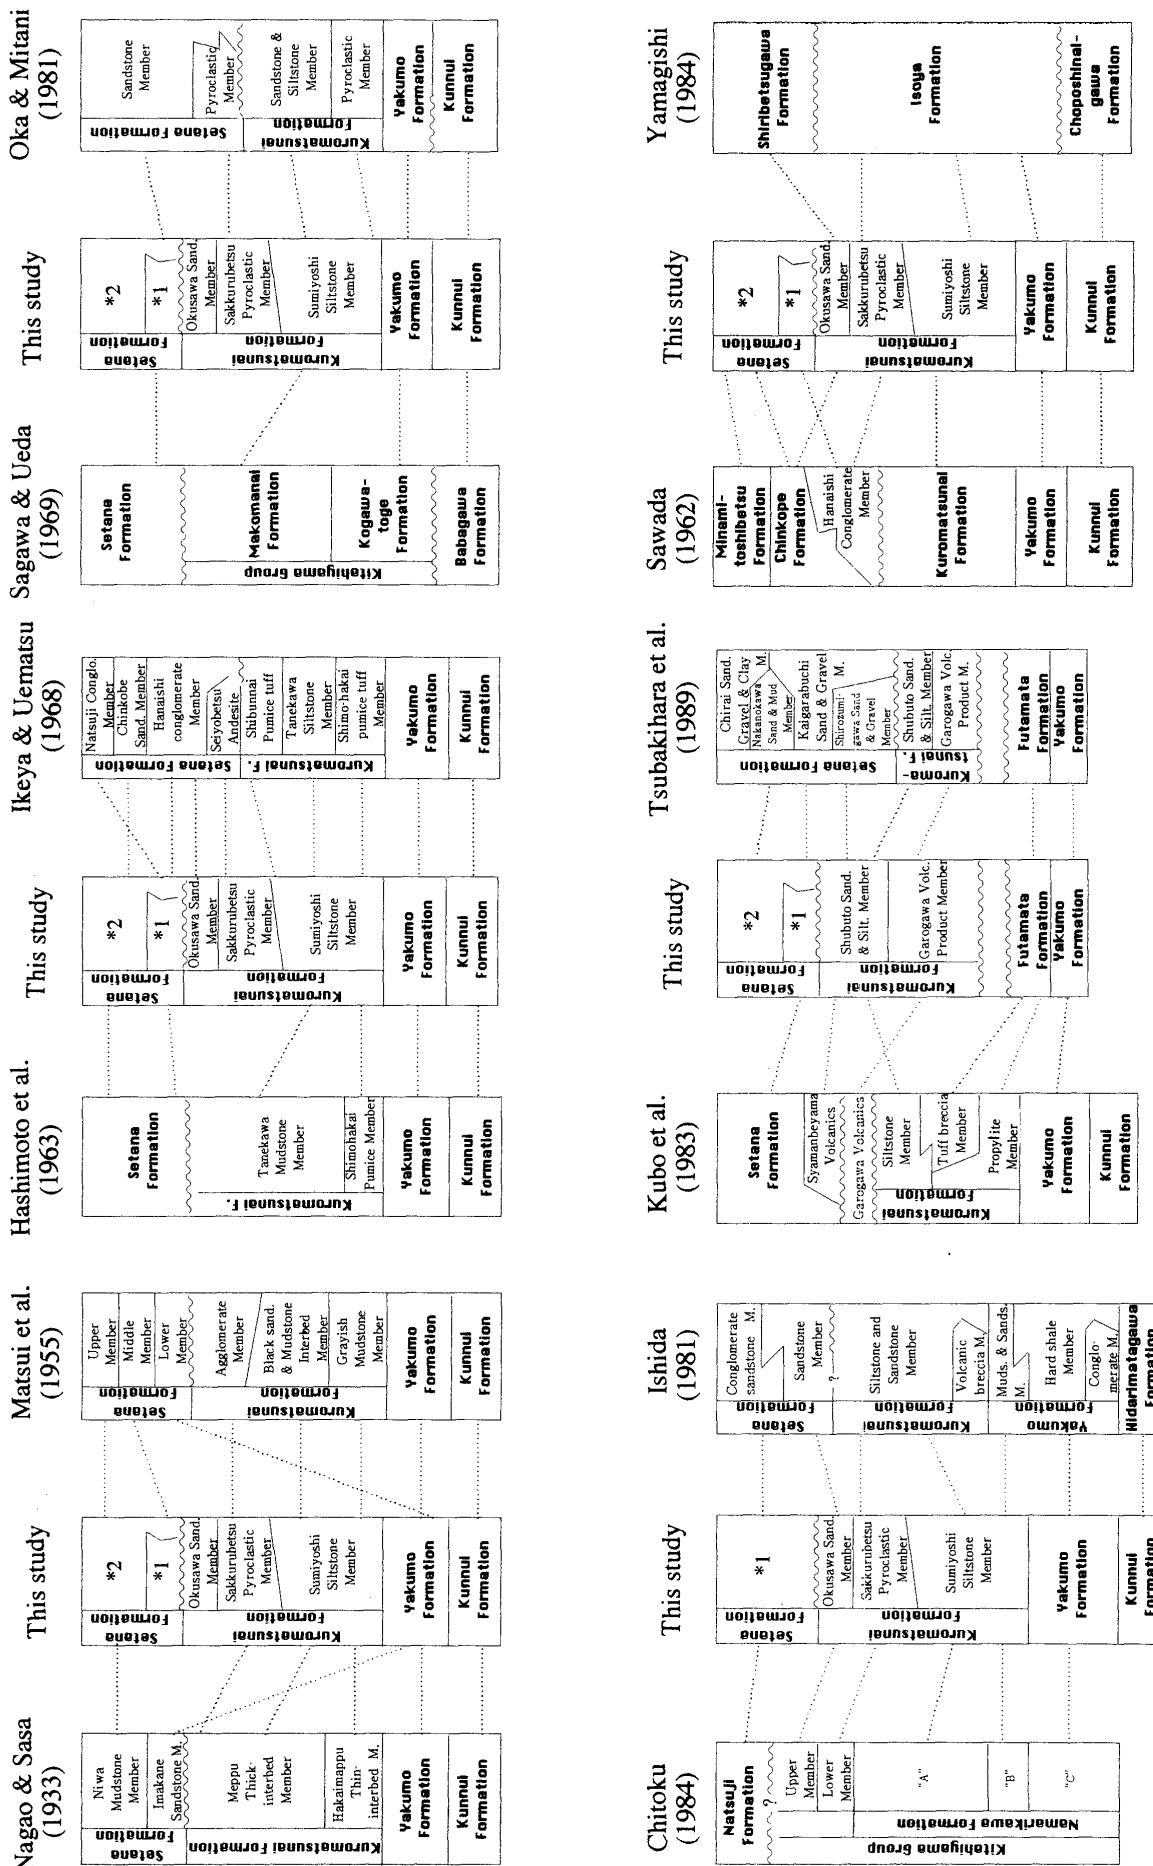 Nagao & Sasa
(1933)
Setana
Formation
Niwa
Mudstone
Member
Imakane
Sandstone M.
Kuromatsunai Formation
Meppu
Thick-
interbed
Member
Hakaimappu
Thin-
interbed M.
Yakumo
Formation
Kunnui
Formation
This study
Setana
Formation
*2
*1
Kuromatsunai
Formation
Okusawa Sand.
Member
Sakkurubetsu
Pyroclastic
Member
Sumiyoshi
Siltstone
Member
Yakumo
Formation
Kunnui
Formation
Matsui et al.
(1955)
Setana
Formation
Upper
Member
Middle
Member
Lower
Member
Kuromatsunai
Formation
Agglomerate
Member
Black sand.
& Mudstone
Interbed
Member
Grayish
Mudstone
Member
Yakumo
Formation
Kunnui
Formation
Hashimoto et al.
(1963)
Setana
Formation
Kuromatsunai F.
Tanekawa
Mudstone
Member
Shimohakai
Pumice Member
Yakumo
Formation
Kunnui
Formation
This study
Setana
Formation
*2
*1
Kuromatsunai
Formation
Okusawa Sand.
Member
Sakkurubetsu
Pyroclastic
Member
Sumiyoshi
Siltstone
Member
Yakumo
Formation
Kunnui
Formation
Ikeya & Uematsu
(1968)
Setana Formation
Natsuji Conglo.
Member
Chinkobe
Sand. Member
Hanaishi
conglomerate
Member
Seiyobetsu
Andesite
Kuromatsunai F.
Shibunai
Pumice tuff
Tanekawa
Siltstone
Member
Shimo-hakai
pumice tuff
Member
Yakumo
Formation
Kunnui
Formation
Sagawa & Ueda
(1969)
Setana
Formation
Kitahiyama Group
Makomanai
Formation
Kogawa-
toge
Formation
Babagawa
Formation
This study
Setana
Formation
*2
*1
Kuromatsunai
Formation
Okusawa Sand.
Member
Sakkurubetsu
Pyroclastic
Member
Sumiyoshi
Siltstone
Member
Yakumo
Formation
Kunnui
Formation
Oka & Mitani
(1981)
Setana Formation
Sandstone
Member
Pyroclastic
Member
Kuromatsunai
Formation
Sandstone &
Siltstone
Member
Pyroclastic
Member
Yakumo
Formation
Kunnui
Formation
Chitoku
(1984)
Natsuji
Formation
?
Kitahiyama Group
Upper
Member
Lower
Member
Namarikawa Formation
"A"
"B"
"C"
This study
Setana
Formation
*1
Kuromatsunai
Formation
Okusawa Sand.
Member
Sakkurubetsu
Pyroclastic
Member
Sumiyoshi
Siltstone
Member
Yakumo
Formation
Kunnui
Formation
Ishida
(1981)
Setana
Formation
Conglomerate
sandstone M.
Sandstone
Member
?
Kuromatsunai
Formation
Siltstone and
Sandstone
Member
Volcanic
breccia M.
Yakumo
Formation
Muds. & Sands.
M.
Hard shale
Member
Conglo-
merate M.
Hidarimatagawa
Formation
Kubo et al.
(1983)
Setana
Formation
Syamanbeyama
Volcanics
Garogawa Volcanics
Kuromatsunai
Formation
Siltstone
Member
Tuff breccia
Member
Propylite
Member
Yakumo
Formation
Kunnui
Formation
This study
Setana
Formation
*2
*1
Kuromatsunai
Formation
Shubuto Sand.
& Silt. Member
Garogawa Volc.
Product Member
Futamata
Formation
Yakumo
Formation
Tsubakihara et al.
(1989)
Setana Formation
Chirai Sand.
Gravel & Clay
M.
Nakanokawa
Sand & Mud
Member
Kaigarabuchi
Sand & Gravel
M.
Shirozumi-
gawa Sand
& Gravel
Member
Kuroma-
tsunai F.
Shubuto Sand.
& Silt. Member
Garogawa Volc.
Product M.
Futamata
Formation
Yakumo
Formation
Sawada
(1962)
Minami-
toshibetsu
Formation
Chinkope
Formation
Hanaishi
Conglomerate
Member
Kuromatsunai
Formation
Yakumo
Formation
Kunnui
Formation
This study
Setana
Formation
*2
*1
Kuromatsunai
Formation
Okusawa Sand.
Member
Sakkurubetsu
Pyroclastic
Member
Sumiyoshi
Siltstone
Member
Yakumo
Formation
Kunnui
Formation
Yamagishi
(1984)
Shiribetsugawa
Formation
Isoya
Formation
Choposhinai-
gawa
Formation